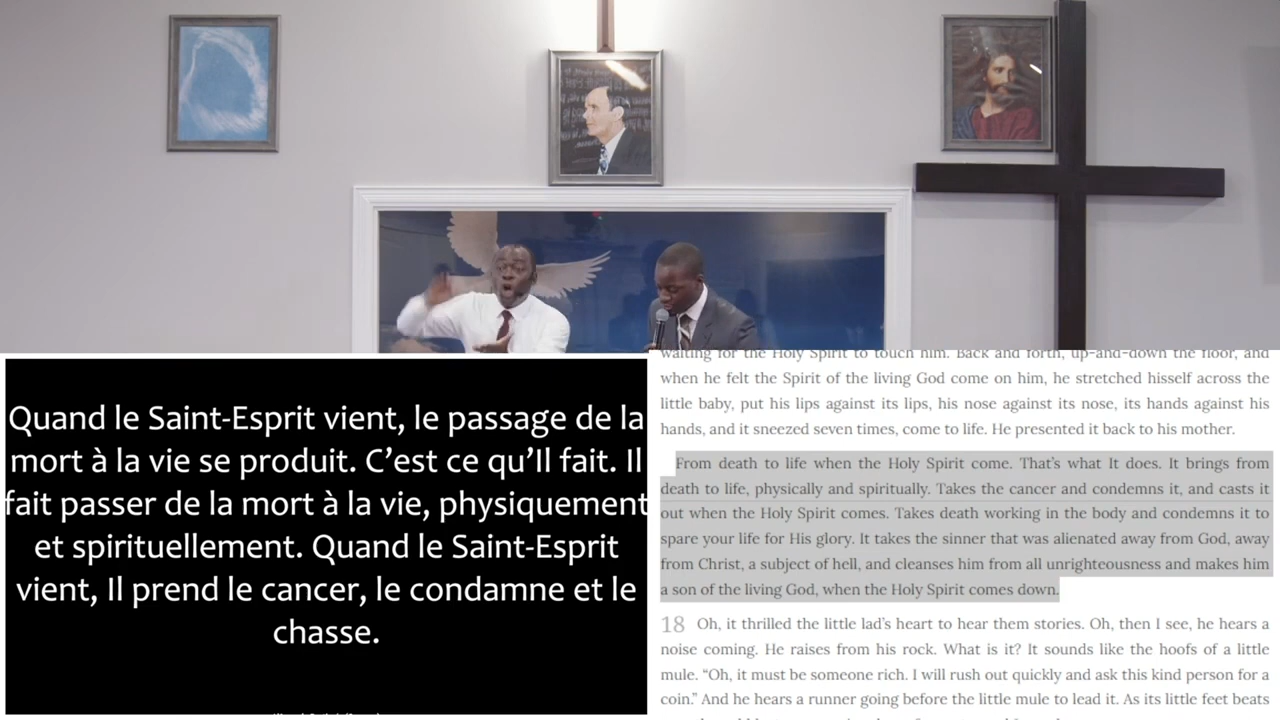 Quand le Saint-Esprit vient, le passage de la
mort à la vie se produit. C’est ce qu’Il fait. Il
fait passer de la mort à la vie, physiquement
et spirituellement. Quand le Saint-Esprit
vient, Il prend le cancer, le condamne et le
chasse.
waiting for the Holy Spirit to touch him. Back and forth, up-and-down the floor, and
when he felt the Spirit of the living God come on him, he stretched hisself across the
little baby, put his lips against its lips, his nose against its nose, its hands against his
hands, and it sneezed seven times, come to life. He presented it back to his mother.
From death to life when the Holy Spirit come. That’s what It does. It brings from
death to life, physically and spiritually. Takes the cancer and condemns it, and casts it
out when the Holy Spirit comes. Takes death working in the body and condemns it to
spare your life for His glory. It takes the sinner that was alienated away from God, away
from Christ, a subject of hell, and cleanses him from all unrighteousness and makes him
a son of the living God, when the Holy Spirit comes down.
18 Oh, it thrilled the little lad’s heart to hear them stories. Oh, then I see, he hears a
noise coming. He raises from his rock. What is it? It sounds like the hoofs of a little
mule. “Oh, it must be someone rich. I will rush out quickly and ask this kind person for a
coin.” And he hears a runner going before the little mule to lead it. As its little feet beats